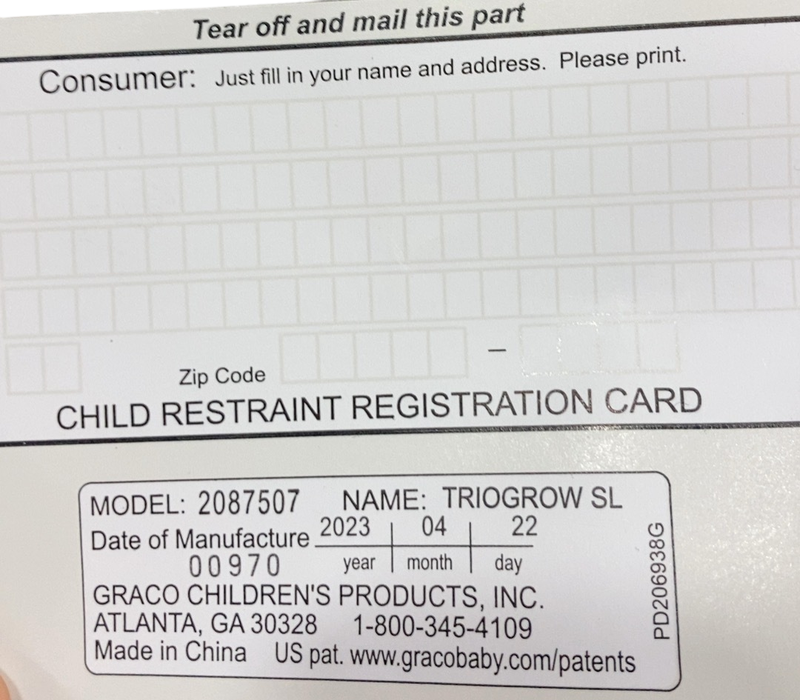 Tear off and mail this part
Consumer: Just fill in your name and address. Please print.
–
Zip Code
CHILD RESTRAINT REGISTRATION CARD
MODEL: 2087507 NAME: TRIOGROW SL
Date of Manufacture 2023 04 22
00970 year month day
GRACO CHILDREN'S PRODUCTS, INC.
ATLANTA, GA 30328 1-800-345-4109
Made in China US pat. www.gracobaby.com/patents
PD206938G